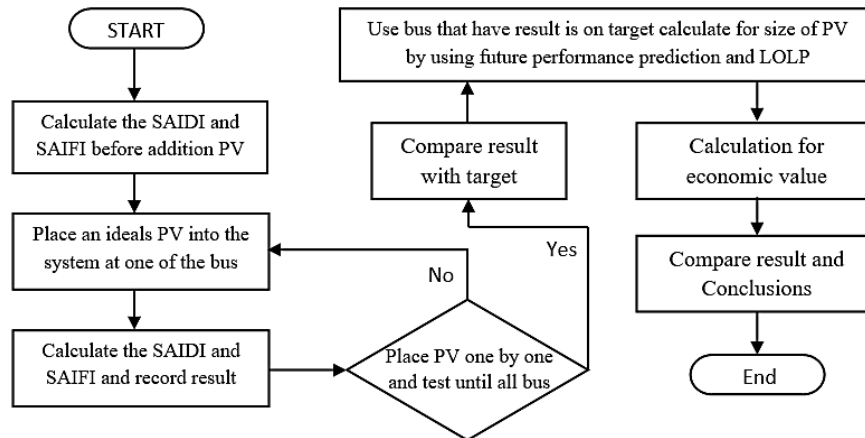 START
Calculate the SAIDI and
SAIFI before addition PV
Place an ideals PV into the
system at one of the bus
Calculate the SAIDI and
SAIFI and record result
Place PV one by one
and test until all bus
No
Yes
Compare result
with target
Use bus that have result is on target calculate for size of PV
by using future performance prediction and LOLP
Calculation for
economic value
Compare result and
Conclusions
End